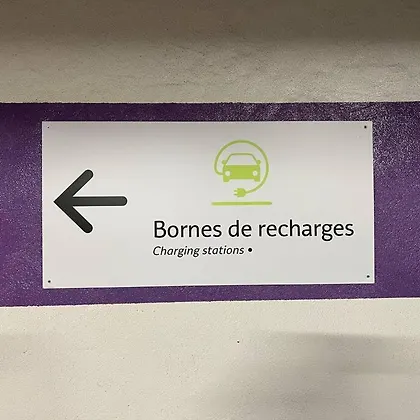 Bornes de recharges
Charging stations •